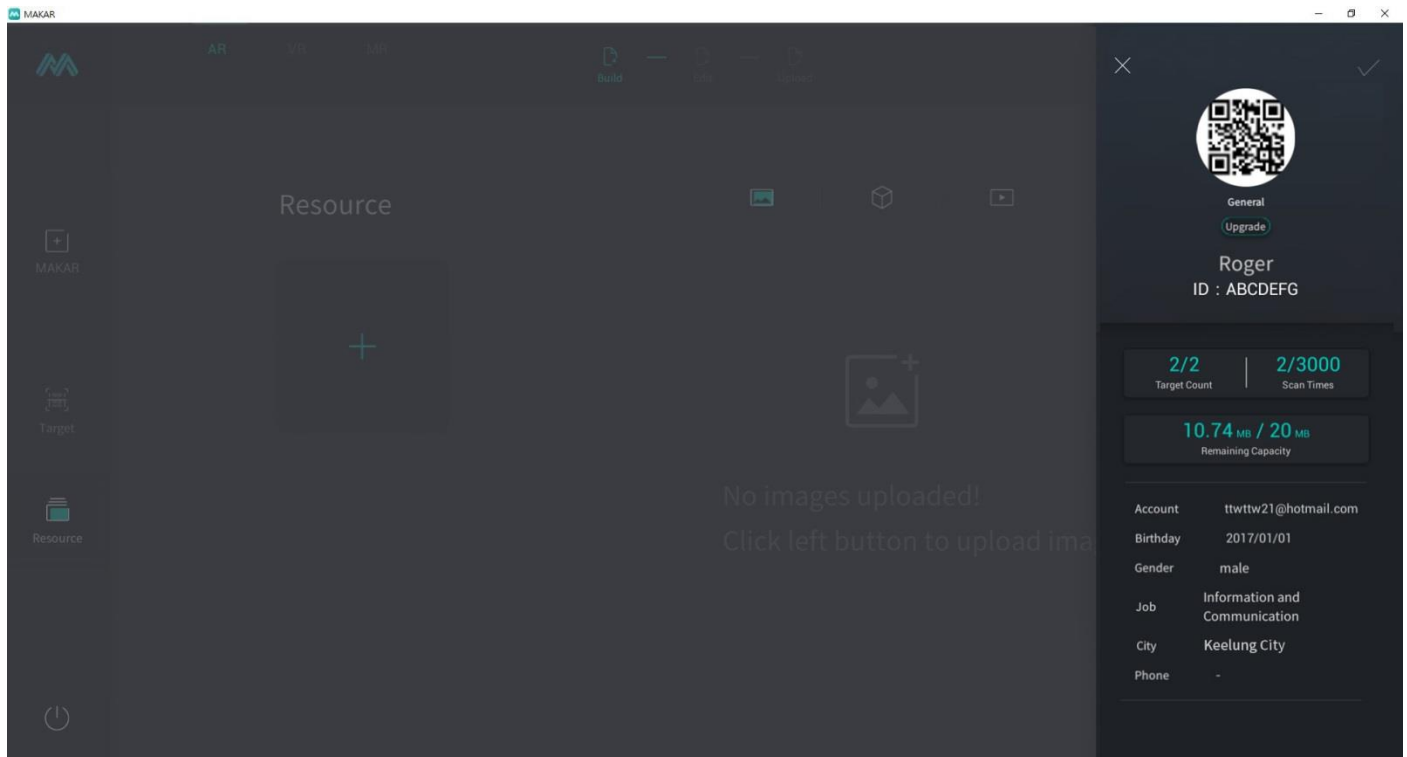 MAKAR
AR VR MR
Build
Info
Upload
Resource
MAKAR
Target
Resource
No images uploaded!
Click left button to upload ima
General
Upgrade
Roger
ID : ABCDEFG
2/2
Target Count
2/3000
Scan Times
10.74 MB / 20 MB
Remaining Capacity
Account ttwttw21@hotmail.com
Birthday 2017/01/01
Gender male
Job Information and
Communication
City Keelung City
Phone -